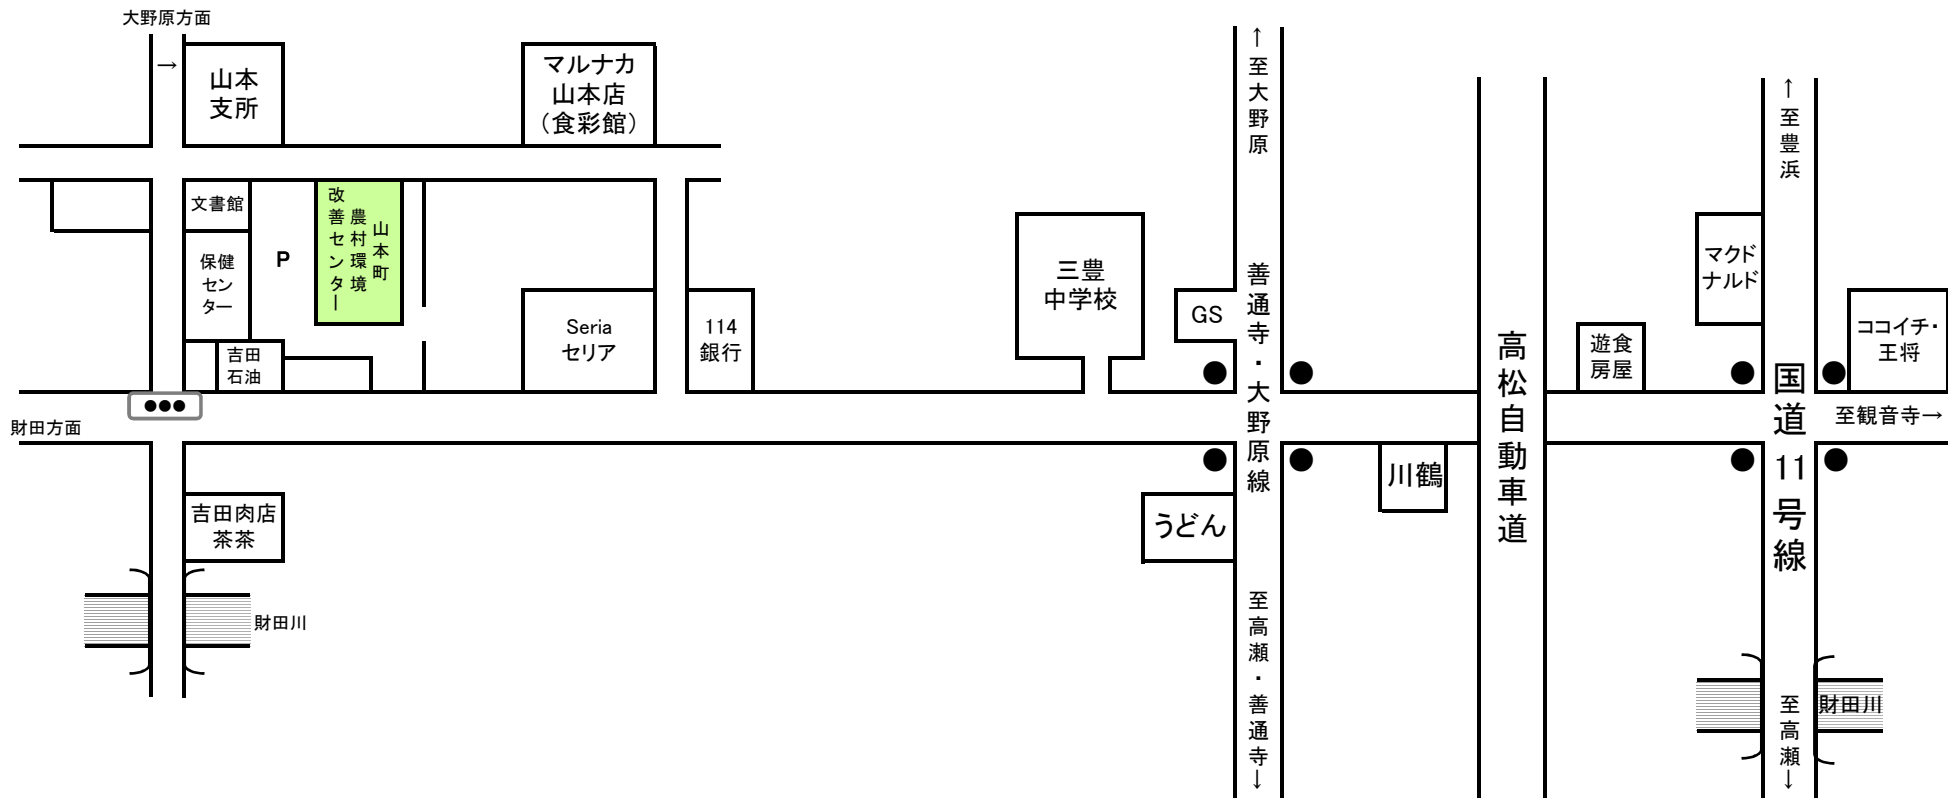 大野原方面
→
山本
支所
マルナカ
山本店
（食彩館）
文書館
保健
セン
ター
P
山本町
農村環境
改善センター
吉田
石油
Seria
セリア
114
銀行
財田方面
吉田肉店
茶茶
財田川
三豊
中学校
GS
うどん
↑至大野原
善通寺・大野原線
至高瀬・善通寺↓
川鶴
高松自動車道
遊食
房屋
マクド
ナルド
↑至豊浜
国道11号線
至高瀬↓
ココイチ・
王将
至観音寺→
財田川